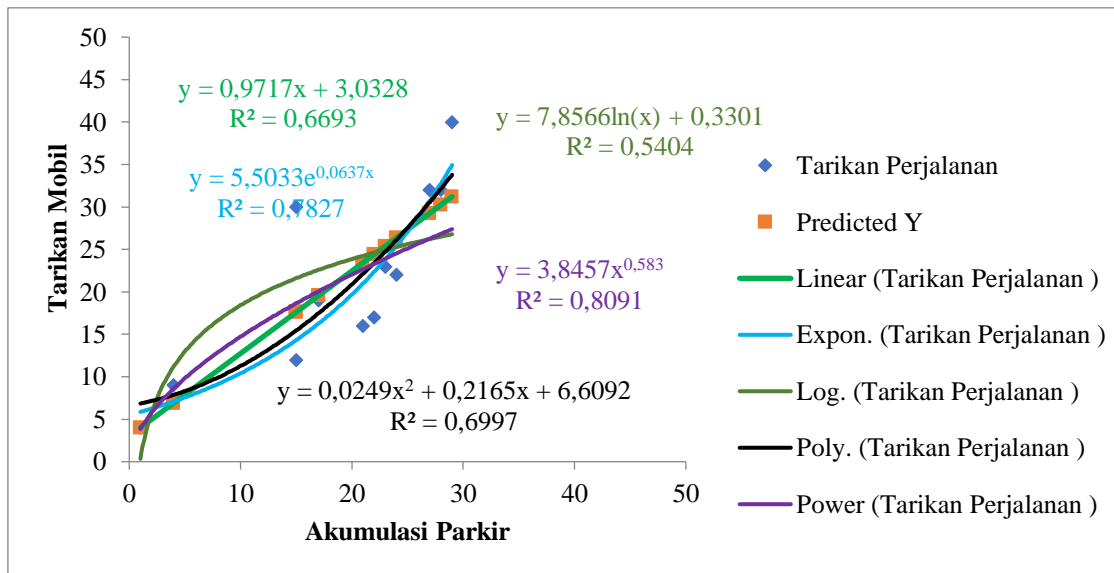 50
45
40
35
30
25
20
15
10
5
0
0 10 20 30 40 50
Tarikan Mobil
Akumulasi Parkir
y = 0,9717x + 3,0328
R² = 0,6693
y = 7,8566ln(x) + 0,3301
R² = 0,5404
y = 5,5033e^0,0637x
R² = 0,7827
y = 3,8457x^0,583
R² = 0,8091
y = 0,0249x² + 0,2165x + 6,6092
R² = 0,6997
Tarikan Perjalanan
Predicted Y
Linear (Tarikan Perjalanan )
Expon. (Tarikan Perjalanan )
Log. (Tarikan Perjalanan )
Poly. (Tarikan Perjalanan )
Power (Tarikan Perjalanan )